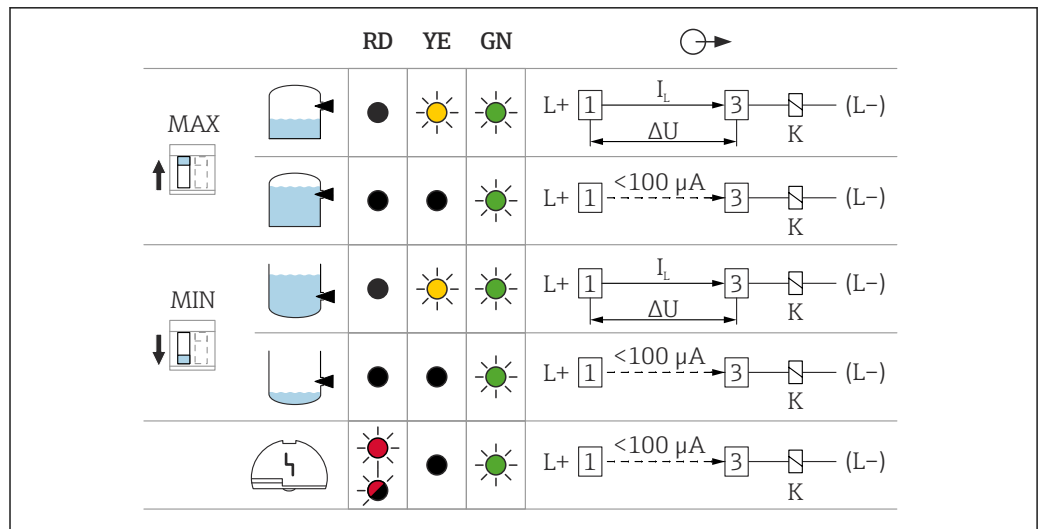 RD YE GN
MAX
L+ 1 I_L 3 (L–)
ΔU K
L+ 1 <100 µA 3 (L–)
K
MIN
L+ 1 I_L 3 (L–)
ΔU K
L+ 1 <100 µA 3 (L–)
K
L+ 1 <100 µA 3 (L–)
K